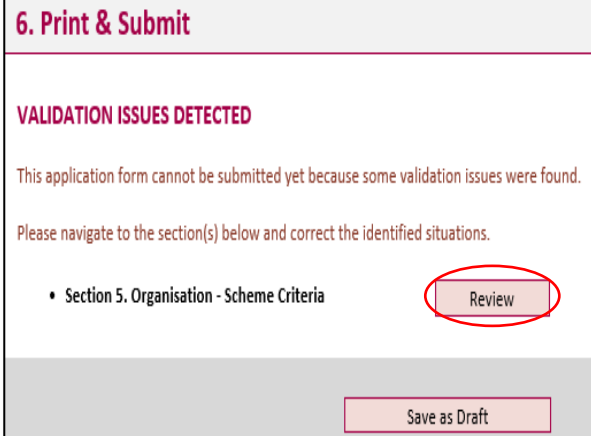 6. Print & Submit
VALIDATION ISSUES DETECTED
This application form cannot be submitted yet because some validation issues were found.
Please navigate to the section(s) below and correct the identified situations.
• Section 5. Organisation - Scheme Criteria Review
Save as Draft